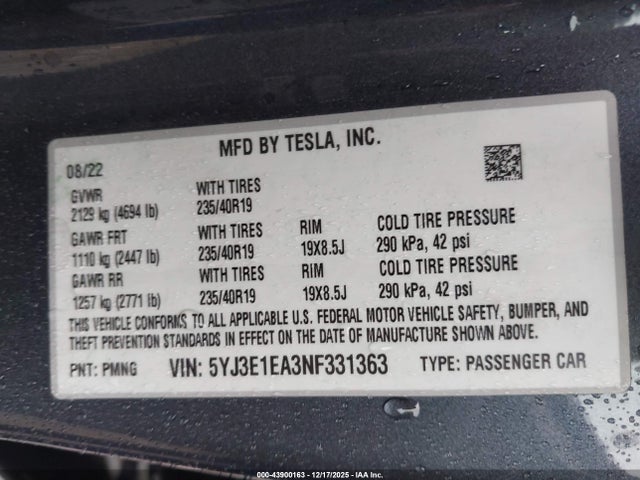 MFD BY TESLA, INC.
08/22
GVWR WITH TIRES
2129 kg (4694 lb) 235/40R19
GAWR FRT WITH TIRES RIM COLD TIRE PRESSURE
1110 kg (2447 lb) 235/40R19 19X8.5J 290 kPa, 42 psi
GAWR RR WITH TIRES RIM COLD TIRE PRESSURE
1257 kg (2771 lb) 235/40R19 19X8.5J 290 kPa, 42 psi
THIS VEHICLE CONFORMS TO ALL APPLICABLE U.S. FEDERAL MOTOR VEHICLE SAFETY, BUMPER, AND
THEFT PREVENTION STANDARDS IN EFFECT ON THE DATE OF MANUFACTURE SHOWN ABOVE.
PNT: PMNG VIN: 5YJ3E1EA3NF331363 TYPE: PASSENGER CAR
000-43900163 - 12/17/2025 - IAA Inc.